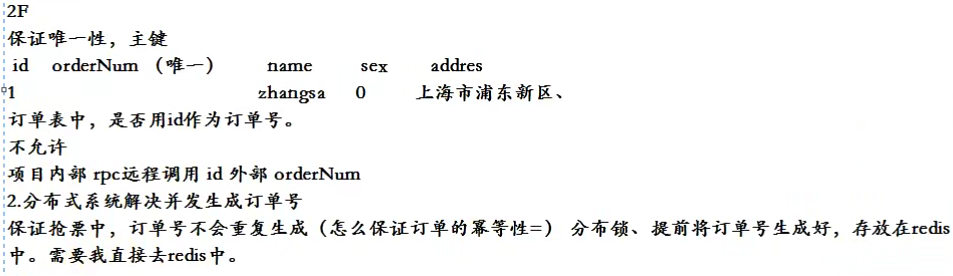 2F
保证唯一性，主键
id orderNum （唯一） name sex addres
1 zhangsa 0 上海市浦东新区、
订单表中，是否用id作为订单号。
不允许
项目内部 rpc远程调用 id 外部 orderNum
2.分布式系统解决并发生成订单号
保证抢票中，订单号不会重复生成（怎么保证订单的幂等性=） 分布锁、提前将订单号生成好，存放在redis
中。需要我直接去redis中。